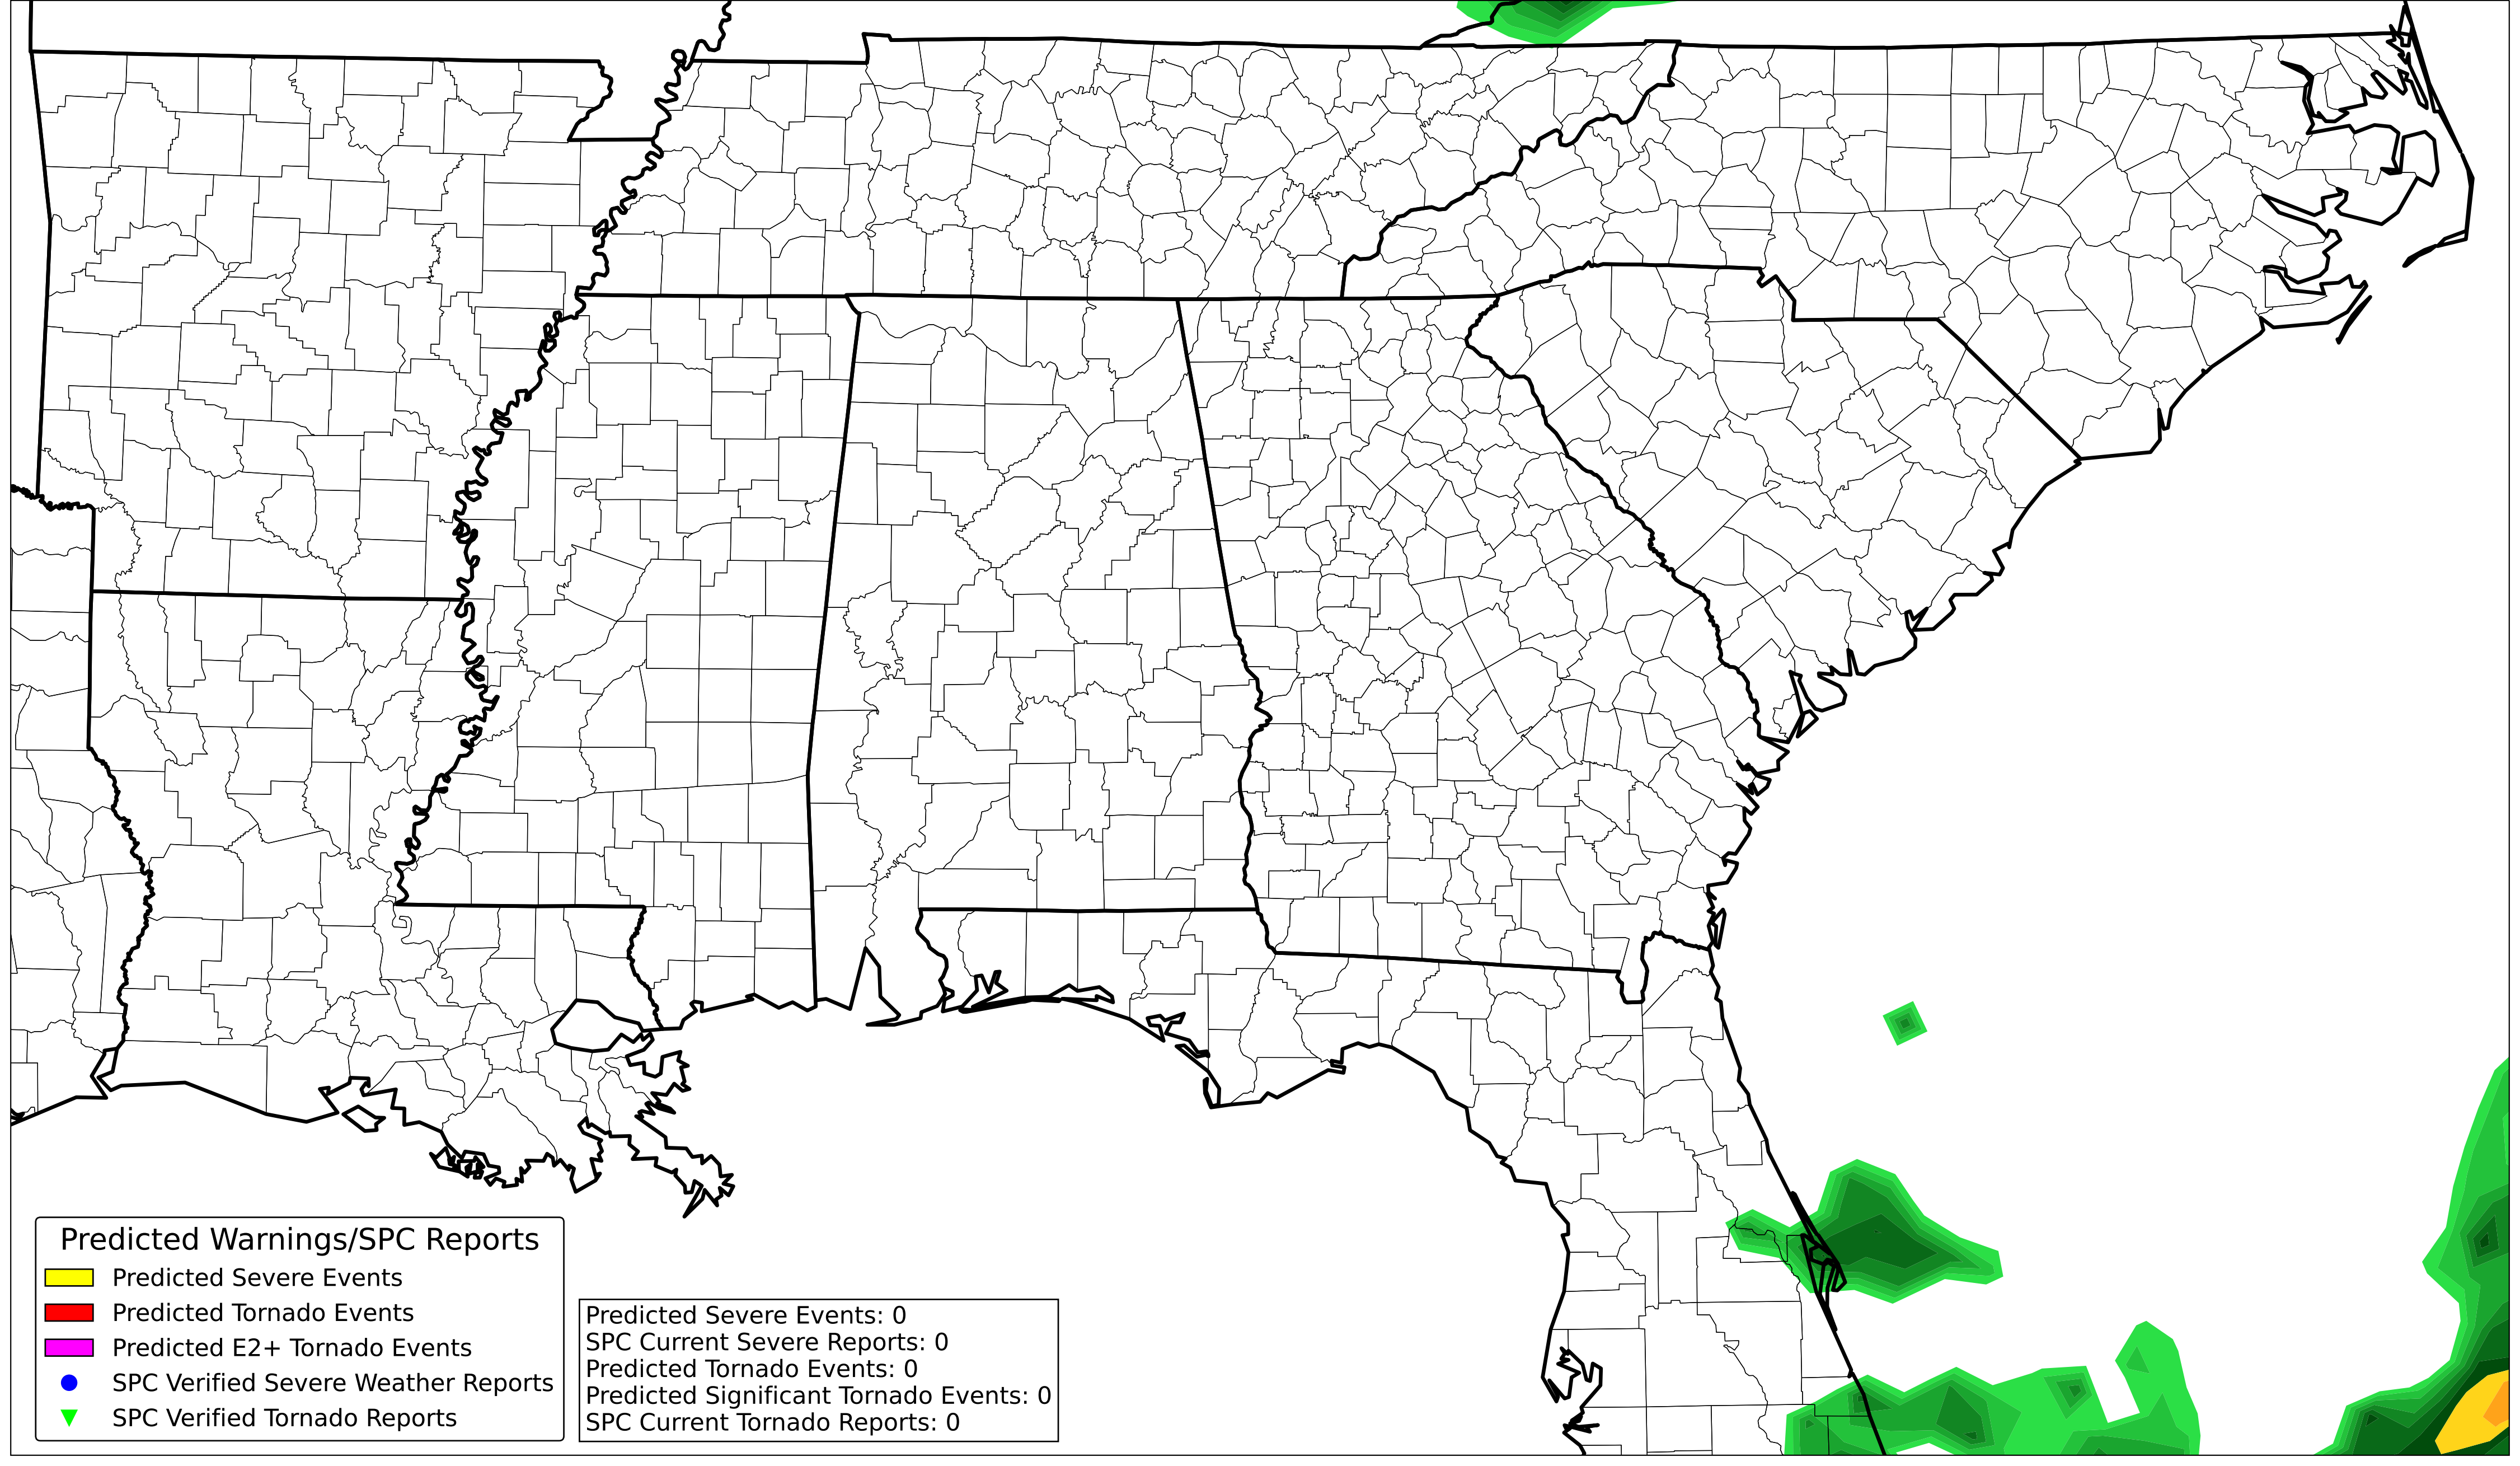 Predicted Warnings/SPC Reports
Predicted Severe Events
Predicted Tornado Events
Predicted E2+ Tornado Events
SPC Verified Severe Weather Reports
SPC Verified Tornado Reports
Predicted Severe Events: 0
SPC Current Severe Reports: 0
Predicted Tornado Events: 0
Predicted Significant Tornado Events: 0
SPC Current Tornado Reports: 0